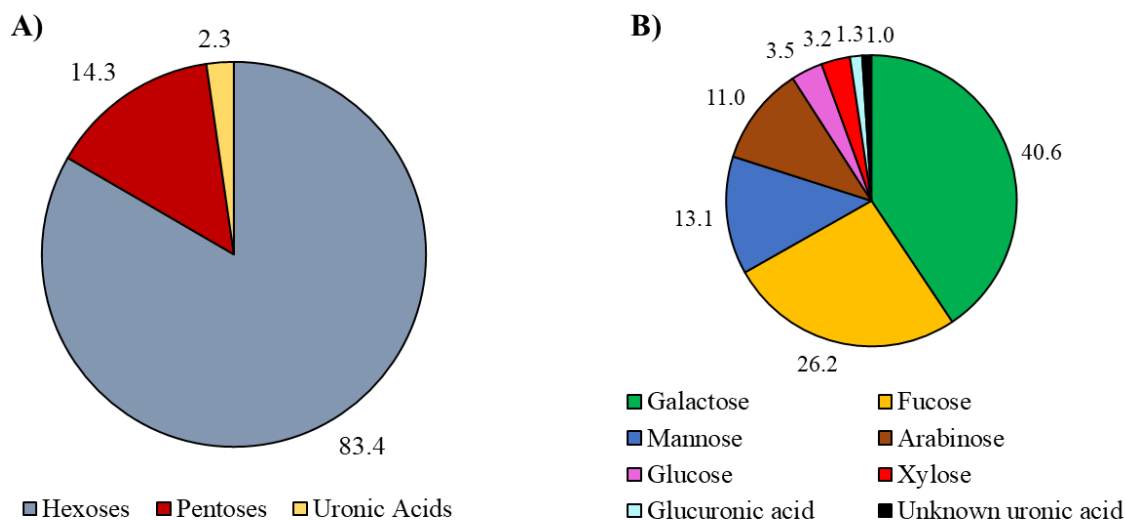 A)
2.3
14.3
83.4
Hexoses Pentoses Uronic Acids
B)
1.3 1.0
3.2
3.5
11.0
40.6
13.1
26.2
Galactose Fucose
Mannose Arabinose
Glucose Xylose
Glucuronic acid Unknown uronic acid